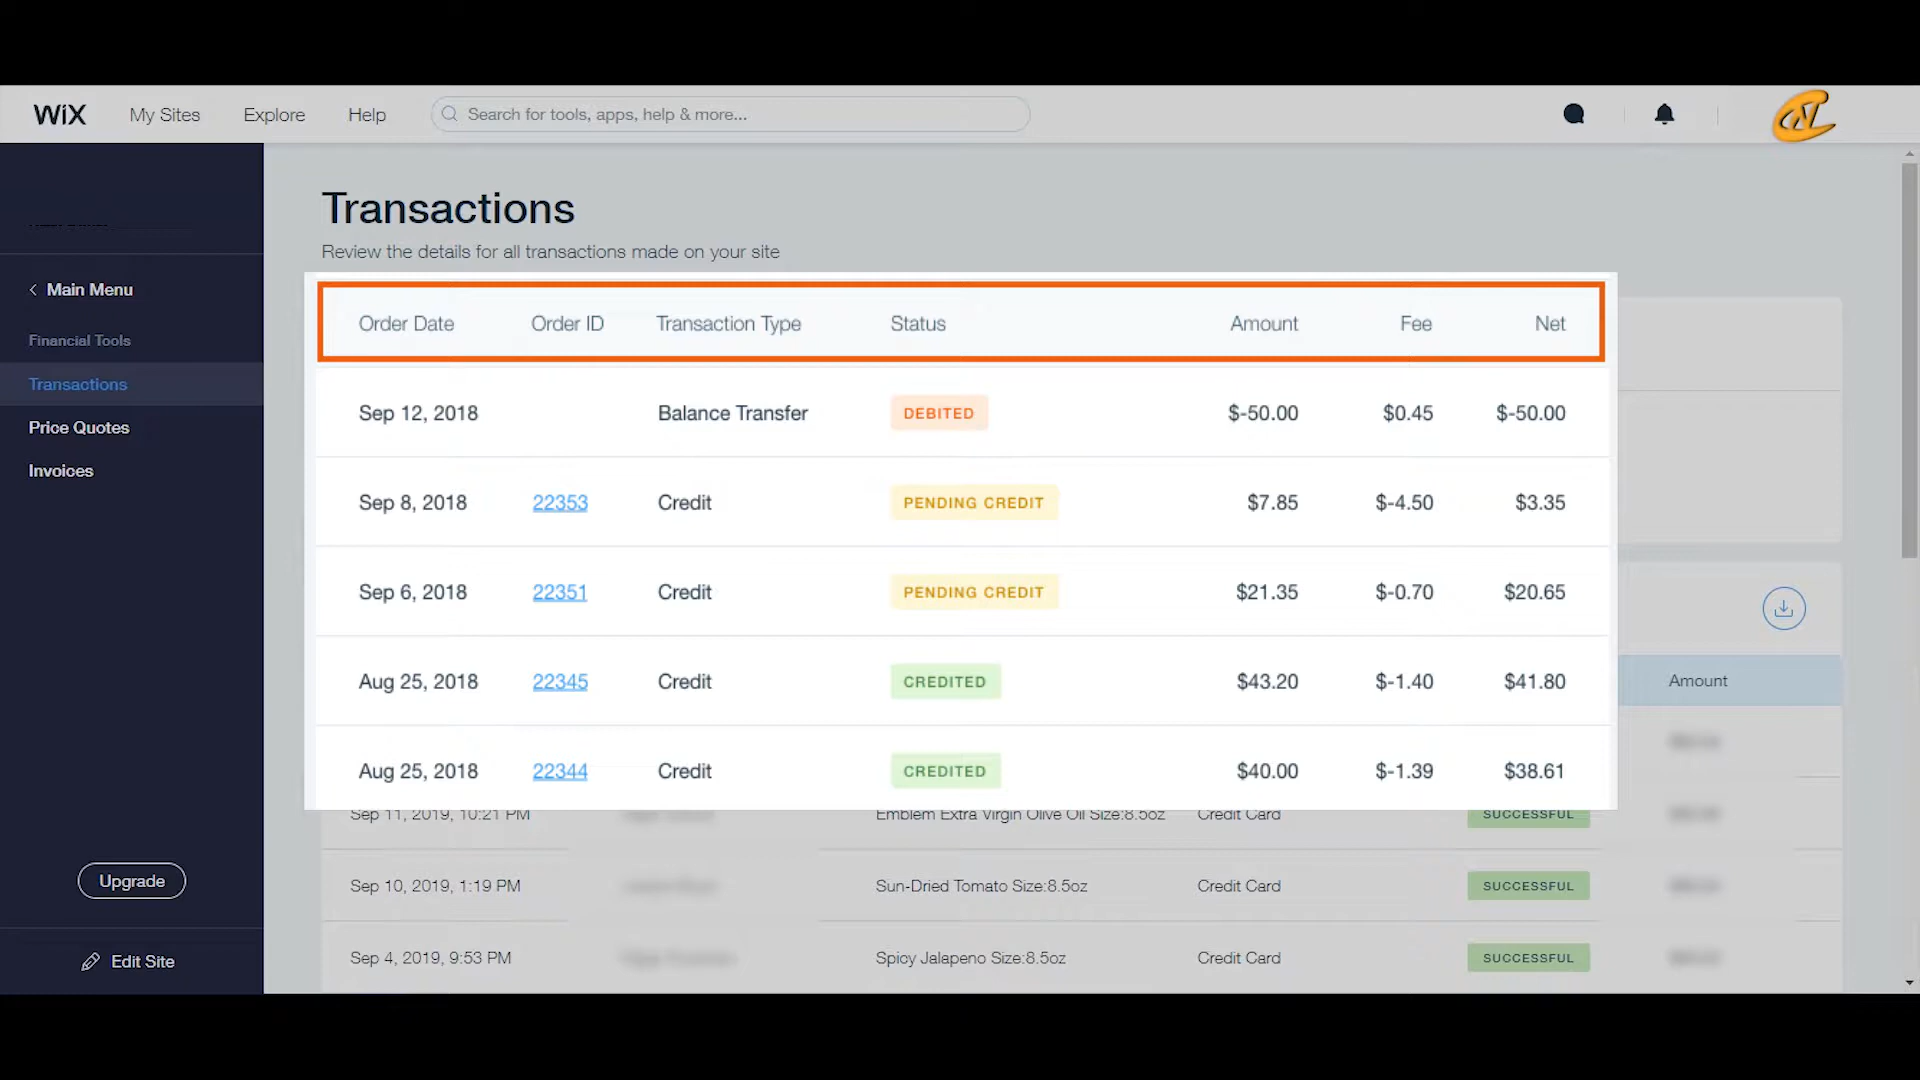 WiX My Sites Explore Help Search for tools, apps, help & more...
Transactions
Review the details for all transactions made on your site
Main Menu
Financial Tools
Transactions
Price Quotes
Invoices
Upgrade
Edit Site
Order Date Order ID Transaction Type Status Amount Fee Net
Sep 12, 2018 Balance Transfer DEBITED $-50.00 $0.45 $-50.00
Sep 8, 2018 22353 Credit PENDING CREDIT $7.85 $-4.50 $3.35
Sep 6, 2018 22351 Credit PENDING CREDIT $21.35 $-0.70 $20.65
Aug 25, 2018 22345 Credit CREDITED $43.20 $-1.40 $41.80
Aug 25, 2018 22344 Credit CREDITED $40.00 $-1.39 $38.61
Amount
Sep 11, 2019, 10:21 PM Emblem Extra Virgin Olive Oil Size:8.5oz Credit Card SUCCESSFUL
Sep 10, 2019, 1:19 PM Sun-Dried Tomato Size:8.5oz Credit Card SUCCESSFUL
Sep 4, 2019, 9:53 PM Spicy Jalapeno Size:8.5oz Credit Card SUCCESSFUL